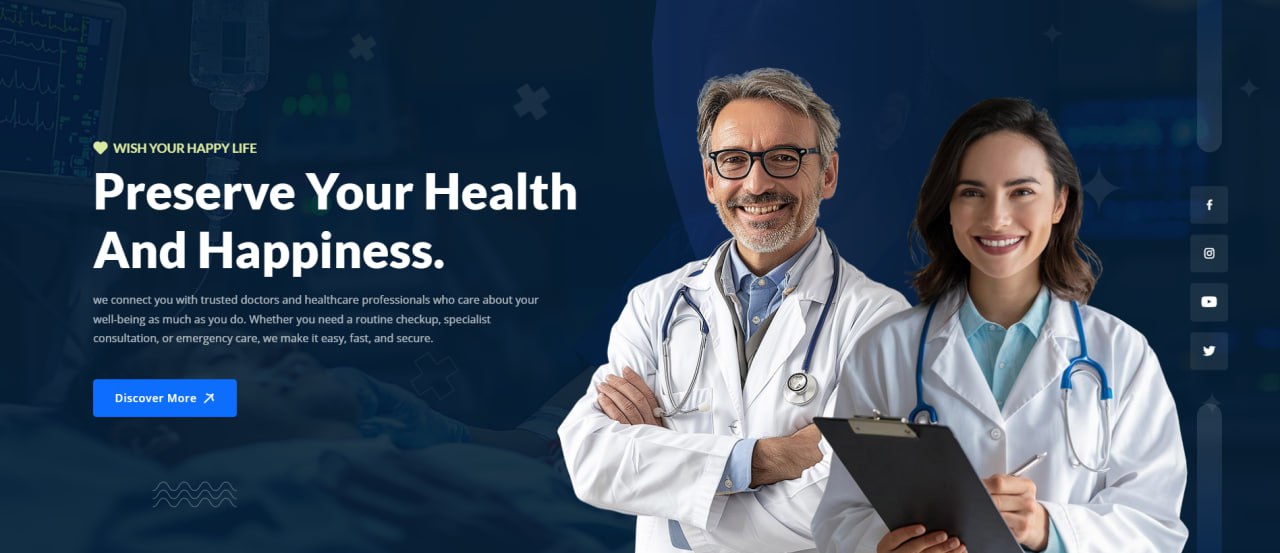 WISH YOUR HAPPY LIFE
Preserve Your Health
And Happiness.
we connect you with trusted doctors and healthcare professionals who care about your
well-being as much as you do. Whether you need a routine checkup, specialist
consultation, or emergency care, we make it easy, fast, and secure.
Discover More